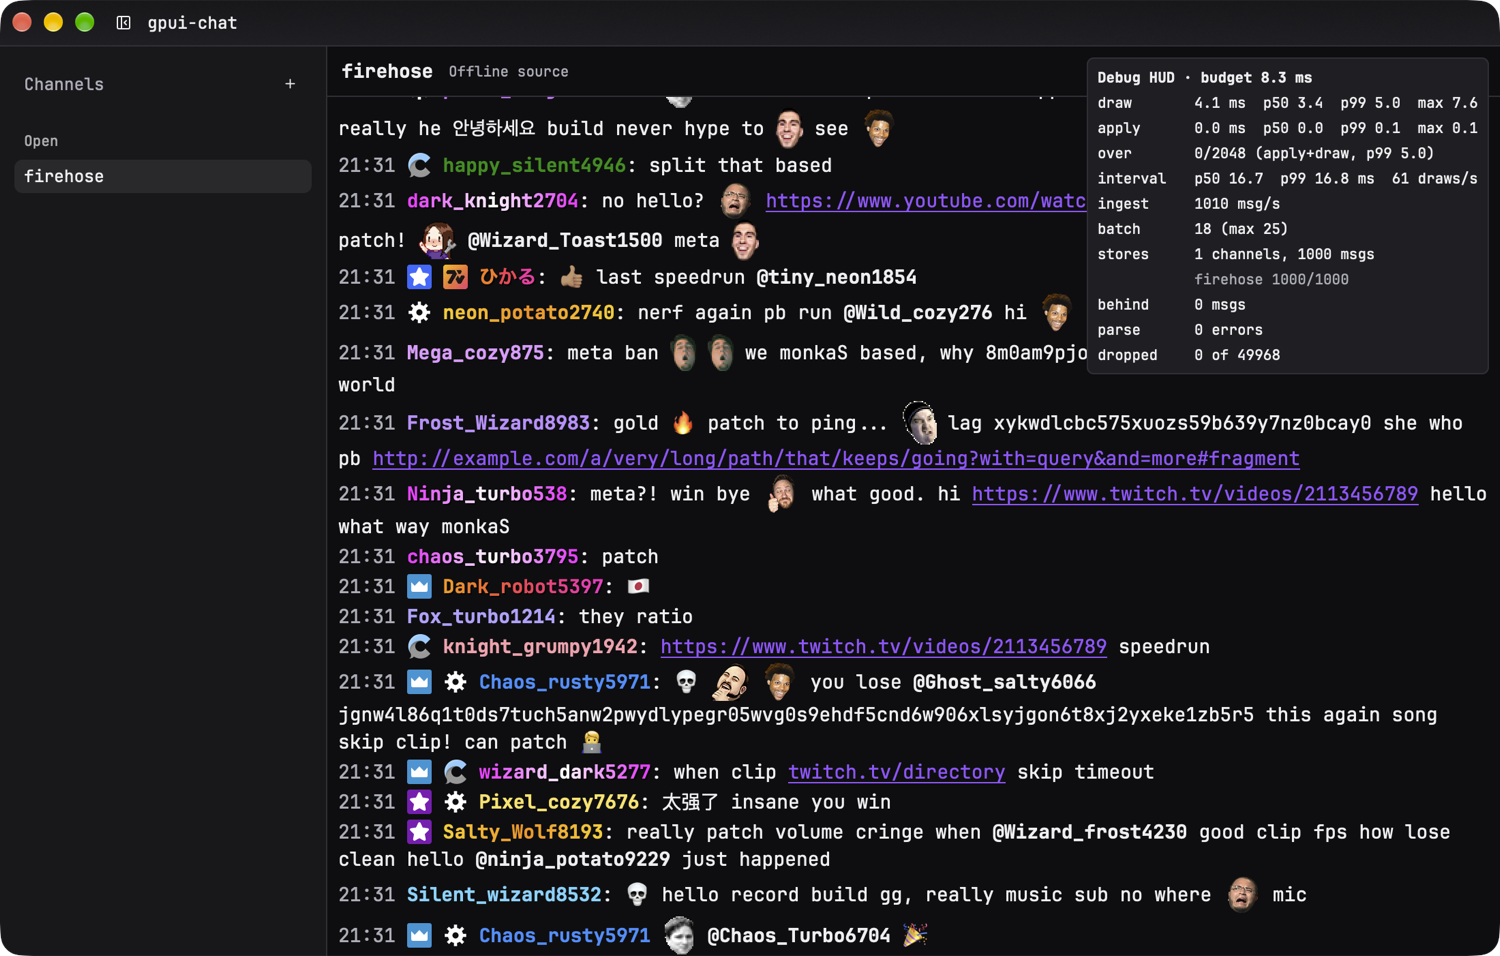 gpui-chat
Channels +
Open
firehose
firehose Offline source
really he 안녕하세요 build never hype to see
21:31 happy_silent4946: split that based
21:31 dark_knight2704: no hello? https://www.youtube.com/watc
patch! @Wizard_Toast1500 meta
21:31 ひかる: 👍🏽 last speedrun @tiny_neon1854
21:31 neon_potato2740: nerf again pb run @Wild_cozy276 hi
21:31 Mega_cozy875: meta ban we monkaS based, why 8m0am9pjo
world
21:31 Frost_Wizard8983: gold 🔥 patch to ping... lag xykwdlcbc575xuozs59b639y7nz0bcay0 she who
pb http://example.com/a/very/long/path/that/keeps/going?with=query&and=more#fragment
21:31 Ninja_turbo538: meta?! win bye what good. hi https://www.twitch.tv/videos/2113456789 hello
what way monkaS
21:31 chaos_turbo3795: patch
21:31 Dark_robot5397: 🇯🇵
21:31 Fox_turbo1214: they ratio
21:31 knight_grumpy1942: https://www.twitch.tv/videos/2113456789 speedrun
21:31 Chaos_rusty5971: 💀 you lose @Ghost_salty6066
jgnw4l86q1t0ds7tuch5anw2pwydlypegr05wvg0s9ehdf5cnd6w906xlsyjgon6t8xj2yxeke1zb5r5 this again song
skip clip! can patch 🧑‍💻
21:31 wizard_dark5277: when clip twitch.tv/directory skip timeout
21:31 Pixel_cozy7676: 太强了 insane you win
21:31 Salty_Wolf8193: really patch volume cringe when @Wizard_frost4230 good clip fps how lose
clean hello @ninja_potato9229 just happened
21:31 Silent_wizard8532: 💀 hello record build gg, really music sub no where mic
21:31 Chaos_rusty5971 @Chaos_Turbo6704 🎉
Debug HUD · budget 8.3 ms
draw 4.1 ms p50 3.4 p99 5.0 max 7.6
apply 0.0 ms p50 0.0 p99 0.1 max 0.1
over 0/2048 (apply+draw, p99 5.0)
interval p50 16.7 p99 16.8 ms 61 draws/s
ingest 1010 msg/s
batch 18 (max 25)
stores 1 channels, 1000 msgs
firehose 1000/1000
behind 0 msgs
parse 0 errors
dropped 0 of 49968